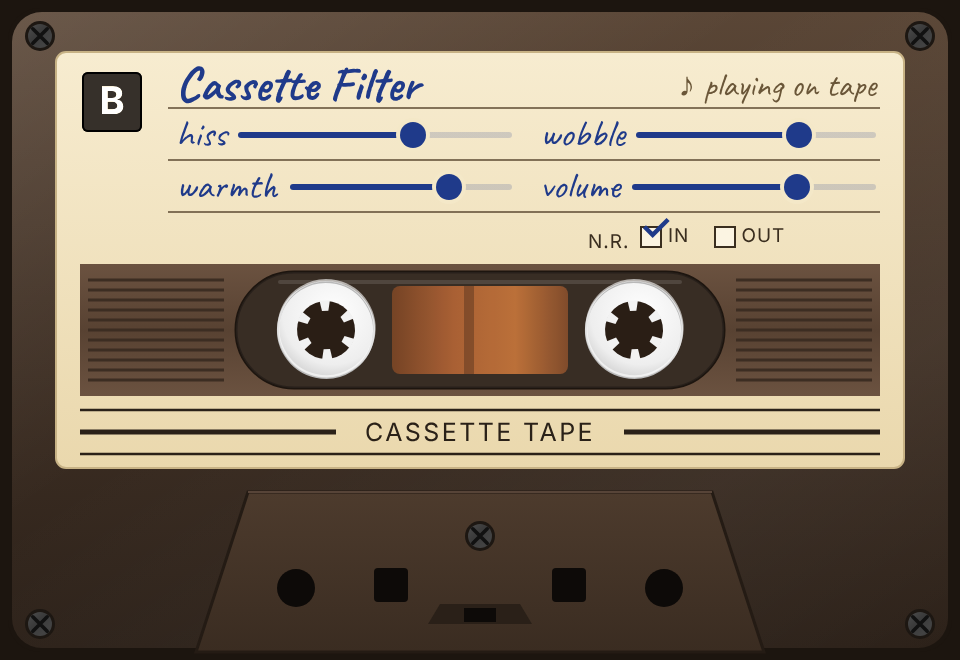 B
Cassette Filter
♪ playing on tape
hiss
wobble
warmth
volume
N.R. IN OUT
CASSETTE TAPE